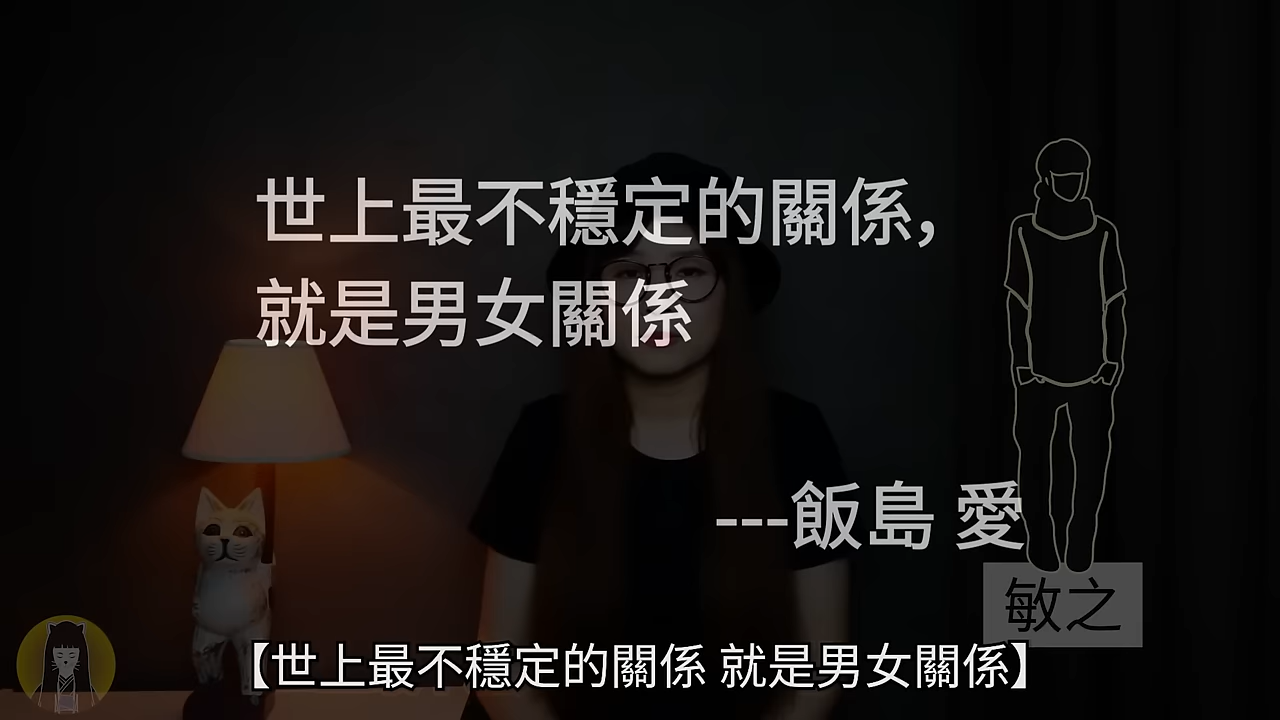 世上最不穩定的關係,
就是男女關係
---飯島 愛
敏之
【世上最不穩定的關係 就是男女關係】